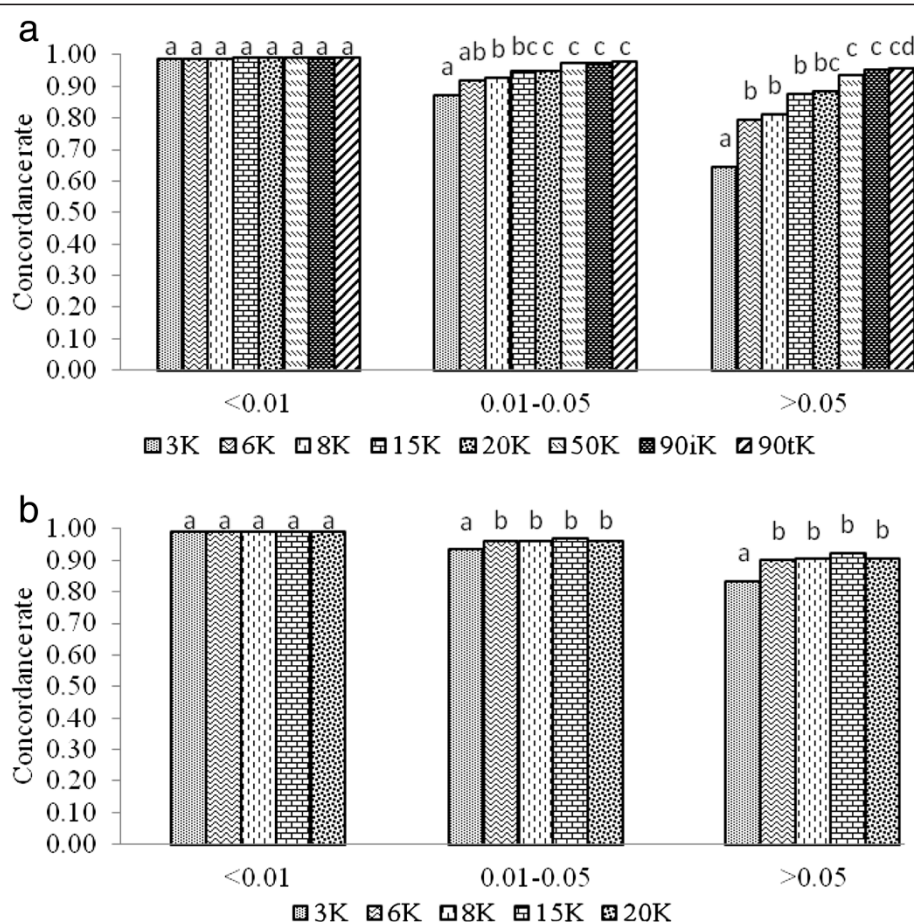 a
a a a a a a a a
a ab b bc c c c c
a b b b bc c c cd
Concordancerate
1.00
0.90
0.80
0.70
0.60
0.50
0.40
0.30
0.20
0.10
0.00
<0.01 0.01-0.05 >0.05
3K 6K 8K 15K 20K 50K 90iK 90tK
b
a a a a a
a b b b b
a b b b b
Concordancerate
1.00
0.90
0.80
0.70
0.60
0.50
0.40
0.30
0.20
0.10
0.00
<0.01 0.01-0.05 >0.05
3K 6K 8K 15K 20K